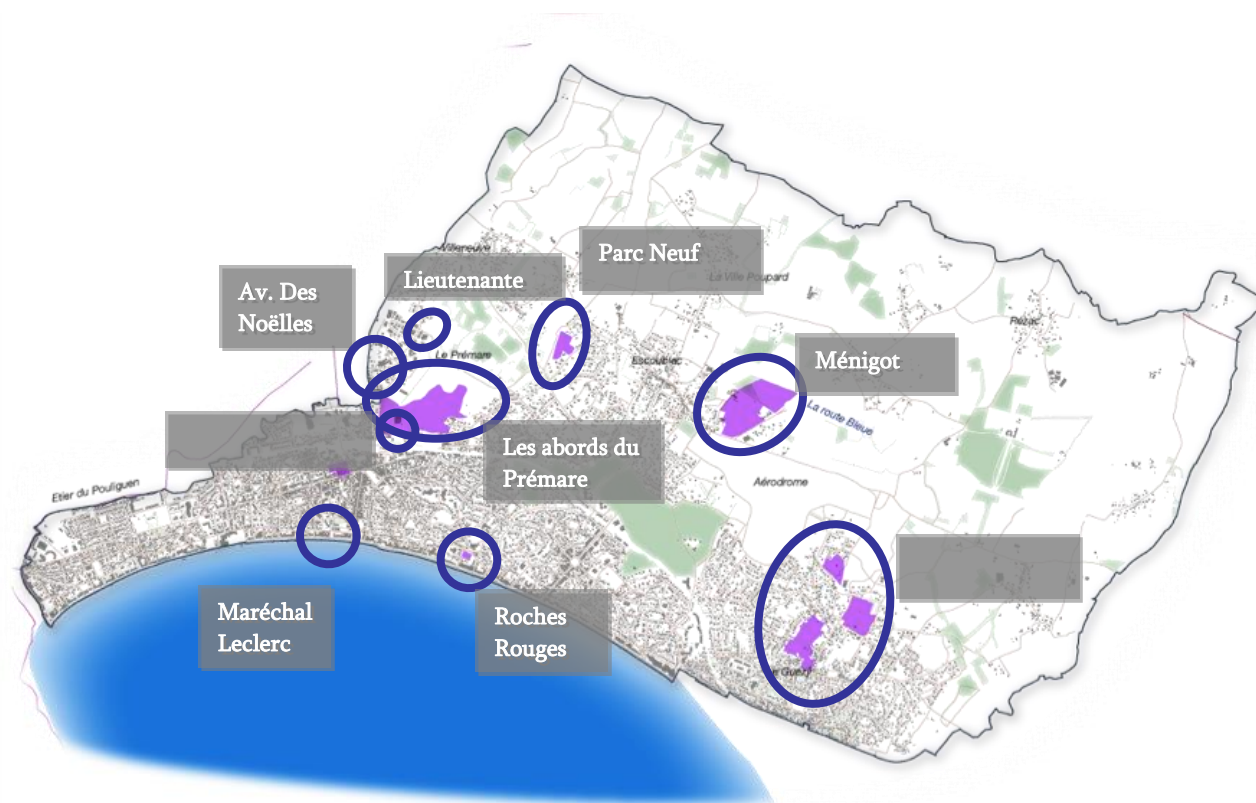 Villeneuve
Parc Neuf
Lieutenante
La Ville Poupard
Av. Des
Noëlles
Rézac
Le Prémare
Escoublac
Ménigot
La route Bleue
Les abords du
Prémare
Etier du Pouliguen
Aérodrome
Maréchal
Leclerc
Roches
Rouges